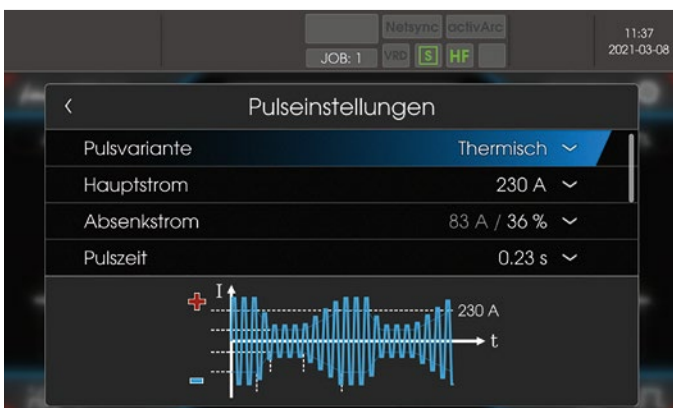 Netsync activArc
11:37
JOB: 1 VRD S HF
2021-03-08
Pulseinstellungen
Pulsvariante Thermisch
Hauptstrom 230 A
Absenkstrom 83 A / 36 %
Pulszeit 0.23 s
I
230 A
t